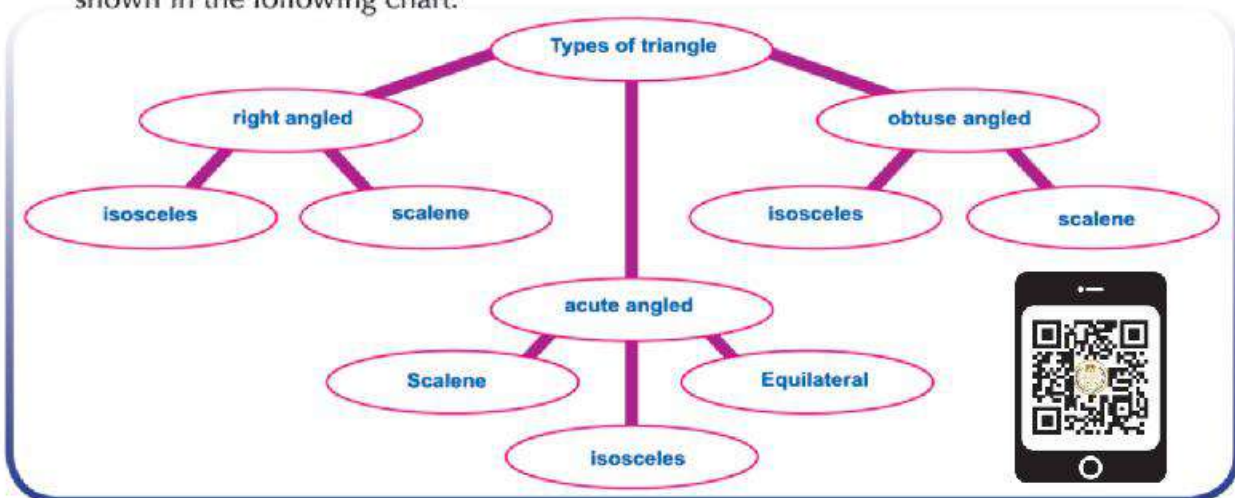 shown in the following chart.
Types of triangle
right angled
obtuse angled
isosceles
scalene
isosceles
scalene
acute angled
Scalene
Equilateral
isosceles